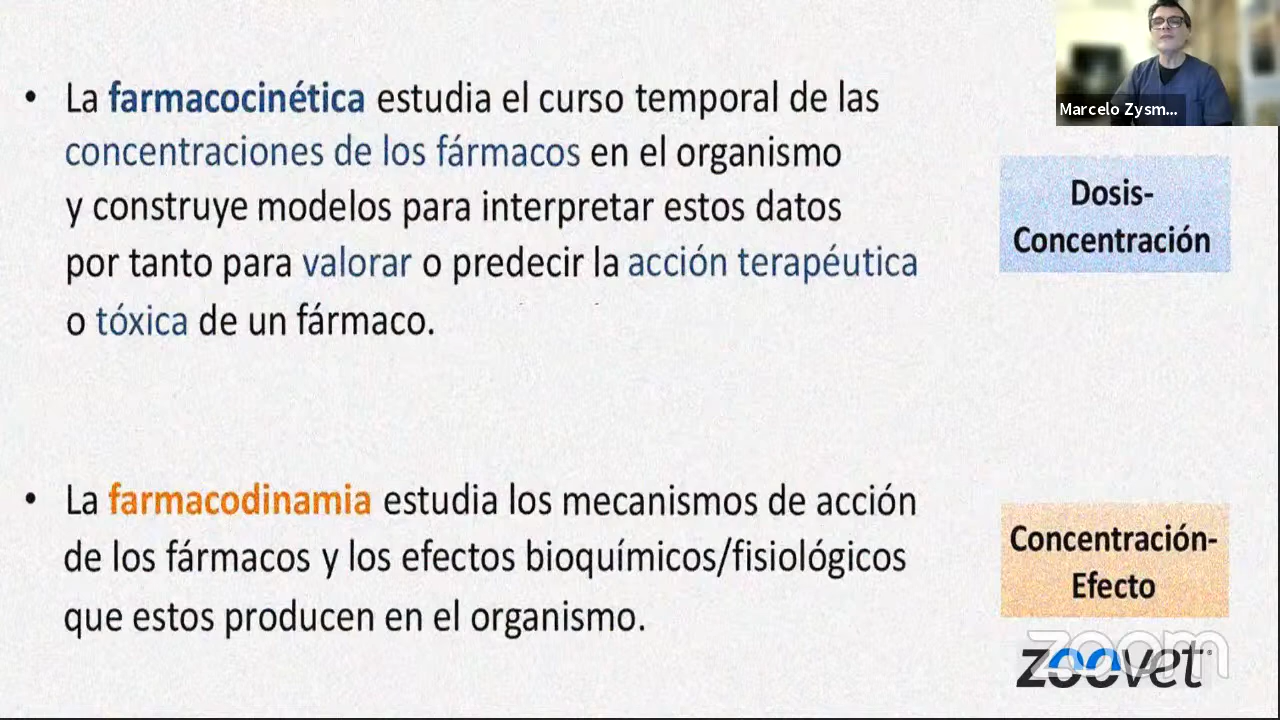 Marcelo Zysm...
• La farmacocinética estudia el curso temporal de las
concentraciones de los fármacos en el organismo
y construye modelos para interpretar estos datos
por tanto para valorar o predecir la acción terapéutica
o tóxica de un fármaco.
Dosis-
Concentración
• La farmacodinamia estudia los mecanismos de acción
de los fármacos y los efectos bioquímicos/fisiológicos
que estos producen en el organismo.
Concentración-
Efecto
zoom
zoovet